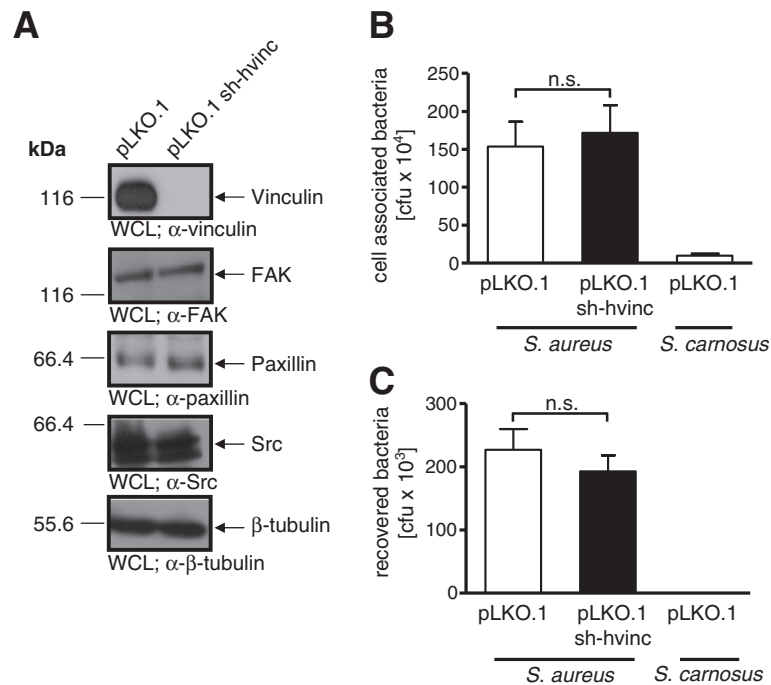 A
pLKO.1
pLKO.1 sh-hvinc
kDa
116
Vinculin
WCL; α-vinculin
FAK
116
WCL; α-FAK
66.4
Paxillin
WCL; α-paxillin
66.4
Src
WCL; α-Src
55.6
β-tubulin
WCL; α-β-tubulin
B
cell associated bacteria
[cfu x 10⁴]
250
200
150
100
50
0
n.s.
pLKO.1
pLKO.1
sh-hvinc
pLKO.1
S. aureus
S. carnosus
C
recovered bacteria
[cfu x 10³]
300
200
100
0
n.s.
pLKO.1
pLKO.1
sh-hvinc
pLKO.1
S. aureus
S. carnosus